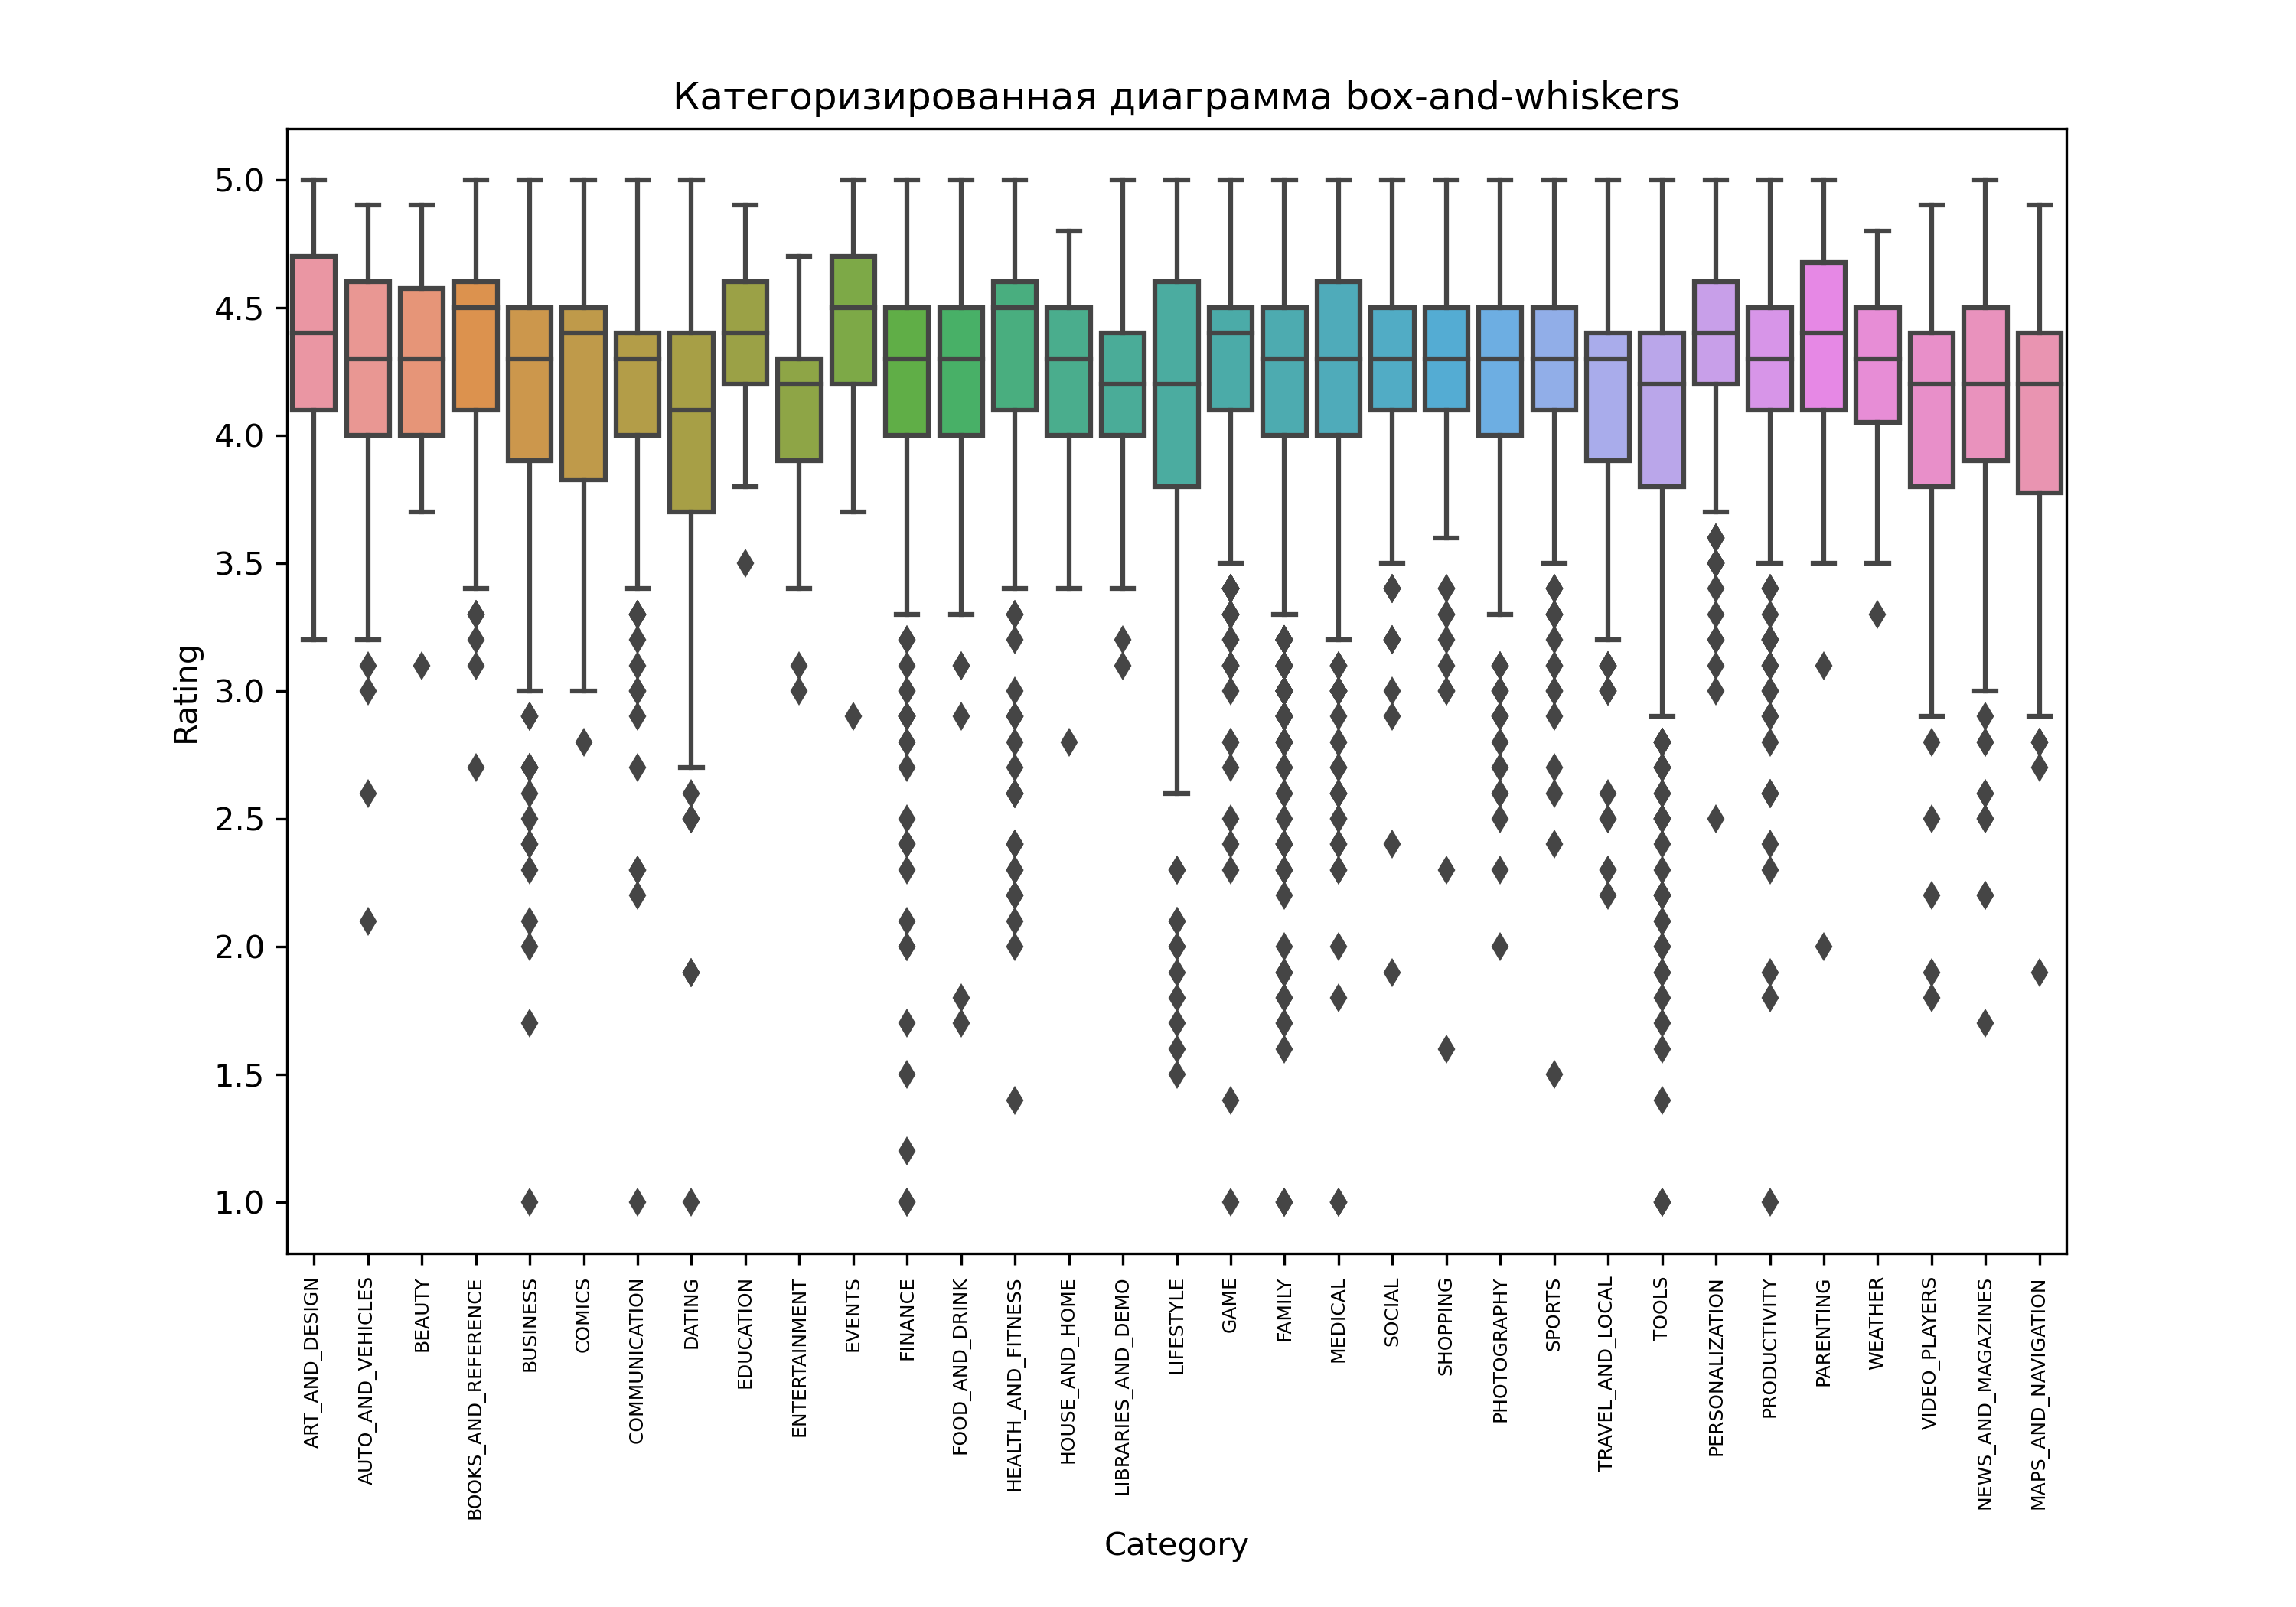 Категоризированная диаграмма box-and-whiskers
Rating
5.0
4.5
4.0
3.5
3.0
2.5
2.0
1.5
1.0
ART_AND_DESIGN
AUTO_AND_VEHICLES
BEAUTY
BOOKS_AND_REFERENCE
BUSINESS
COMICS
COMMUNICATION
DATING
EDUCATION
ENTERTAINMENT
EVENTS
FINANCE
FOOD_AND_DRINK
HEALTH_AND_FITNESS
HOUSE_AND_HOME
LIBRARIES_AND_DEMO
LIFESTYLE
GAME
FAMILY
MEDICAL
SOCIAL
SHOPPING
PHOTOGRAPHY
SPORTS
TRAVEL_AND_LOCAL
TOOLS
PERSONALIZATION
PRODUCTIVITY
PARENTING
WEATHER
VIDEO_PLAYERS
NEWS_AND_MAGAZINES
MAPS_AND_NAVIGATION
Category